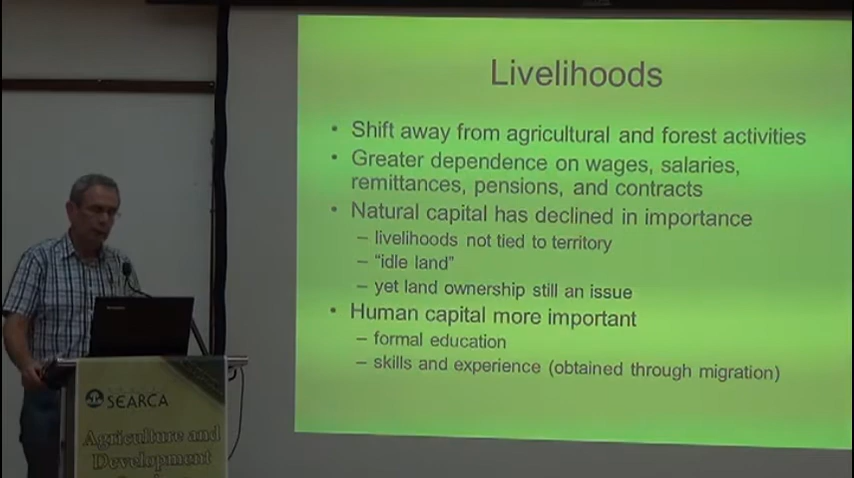 Livelihoods
• Shift away from agricultural and forest activities
• Greater dependence on wages, salaries,
remittances, pensions, and contracts
• Natural capital has declined in importance
– livelihoods not tied to territory
– “idle land”
– yet land ownership still an issue
• Human capital more important
– formal education
– skills and experience (obtained through migration)
SEARCA
Agriculture and
Development